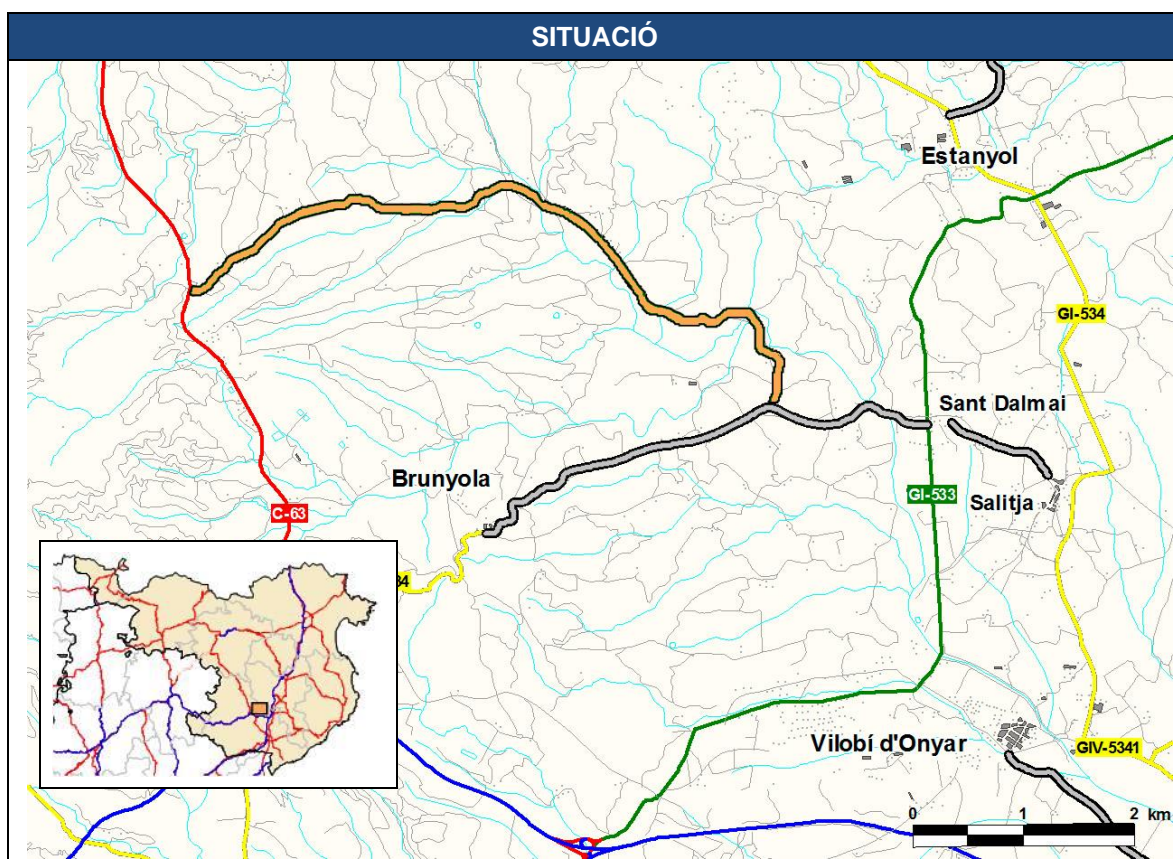 SITUACIÓ
Estanyol
GI-534
Sant Dalmai
Brunyola
GI-533
Salitja
C-63
Vilobí d'Onyar
GIV-5341
0 1 2 km